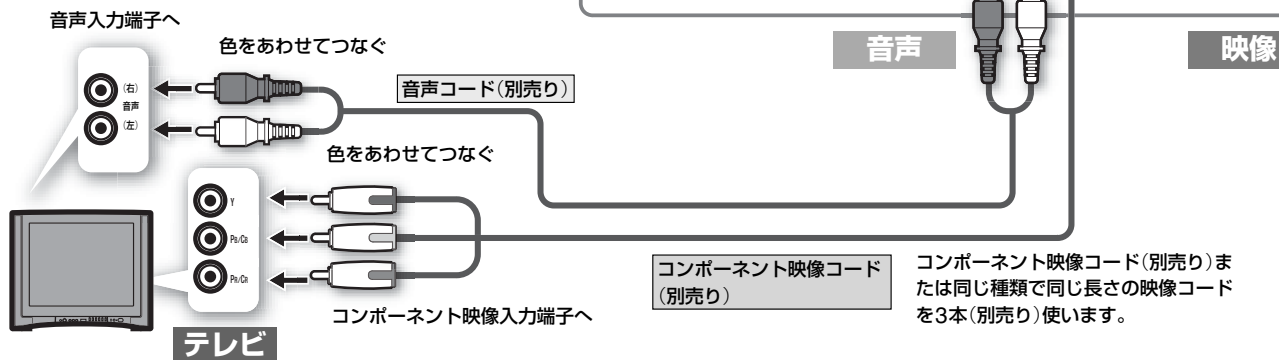 音声入力端子へ
色をあわせてつなぐ
音声
映像
(右)
音声
(左)
音声コード(別売り)
色をあわせてつなぐ
Y
PB/CB
PR/CR
コンポーネント映像コード
(別売り)
コンポーネント映像コード(別売り)ま
たは同じ種類で同じ長さの映像コード
を3本(別売り)使います。
コンポーネント映像入力端子へ
テレビ